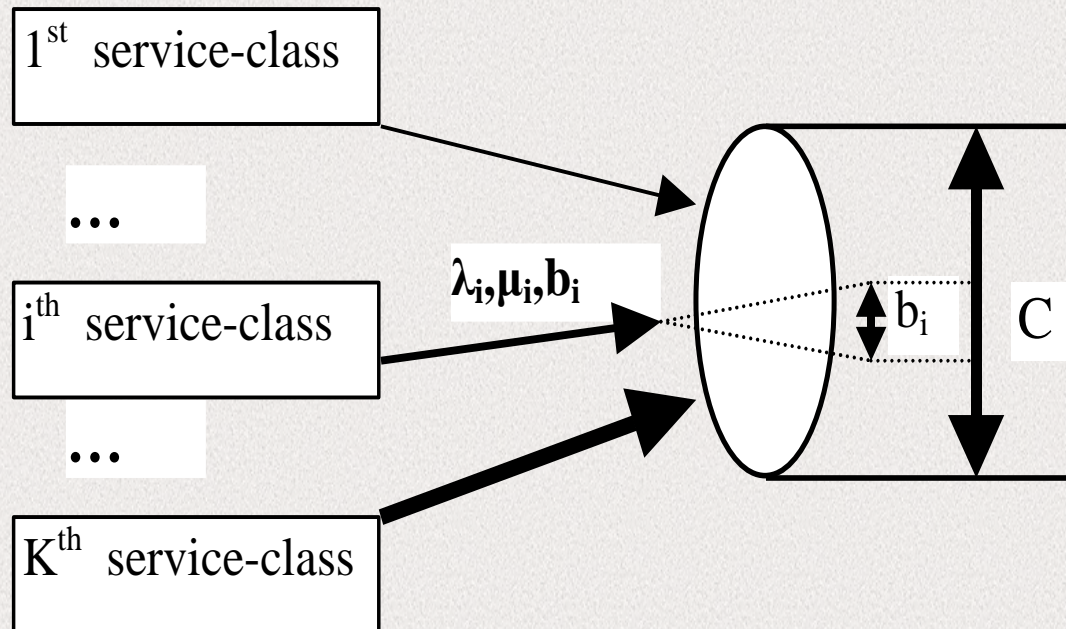 1st service-class
...
λi,μi,bi
ith service-class
bi
C
...
Kth service-class